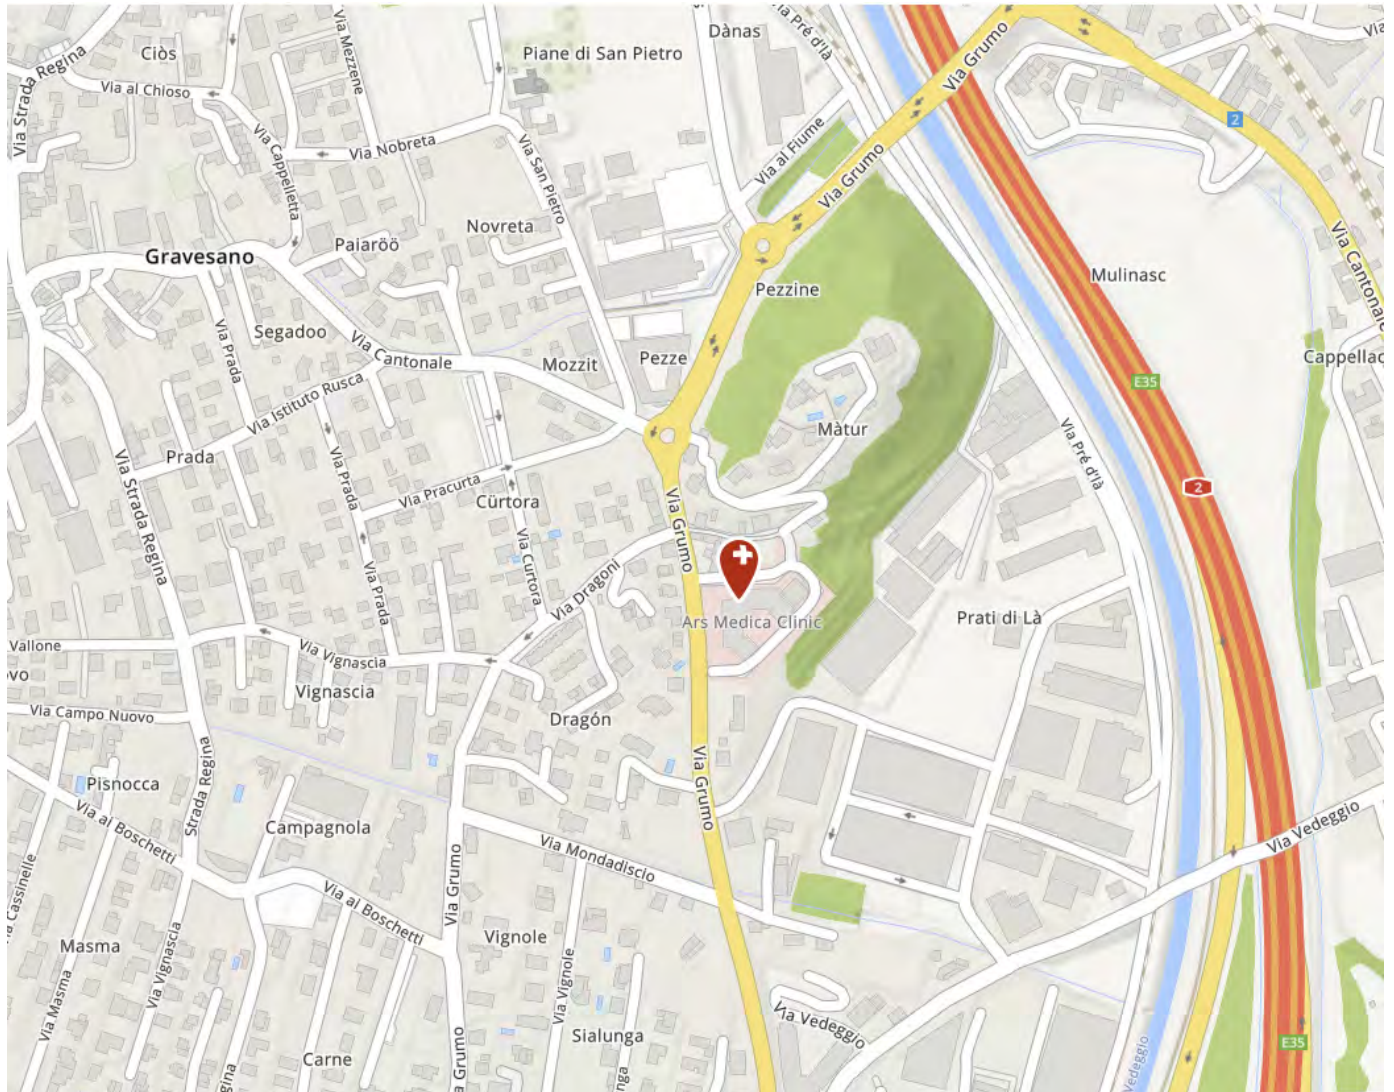 Dànas
Via Pré d'là
Via Grumo
Via Mezzene
Ciòs
Piane di San Pietro
Via Strada Regina
Via al Chioso
2
Via Cappelletta
Via Nobreta
Via San Pietro
Via al Fiume
Via Grumo
Novreta
Paiaröö
Gravesano
Via Cantonale
Mulinasc
Pezzine
Segadoo
Via Prada
Via Cantonale
Mozzit
Pezze
E35
Via Istituto Rusca
Màtur
Via Pré d'là
Prada
Via Strada Regina
Via Prada
Via Pracurta
Cürtora
2
Via Grumo
Via Curtora
Via Dragoni
Via Prada
Ars Medica Clinic
Prati di Là
Vallone
Via Vignascia
Vignascia
Via Campo Nuovo
Dragón
Strada Regina
Via Grumo
Pisnocca
Via al Boschetti
Campagnola
Via Mondadiscio
Via Vedeggio
Via Grumo
Via al Boschetti
Vignole
Masma
Via Vignascia
Via Masma
Via Vignole
Via Vedeggio
Sialunga
Carne
Via Grumo
E35
Vedeggio